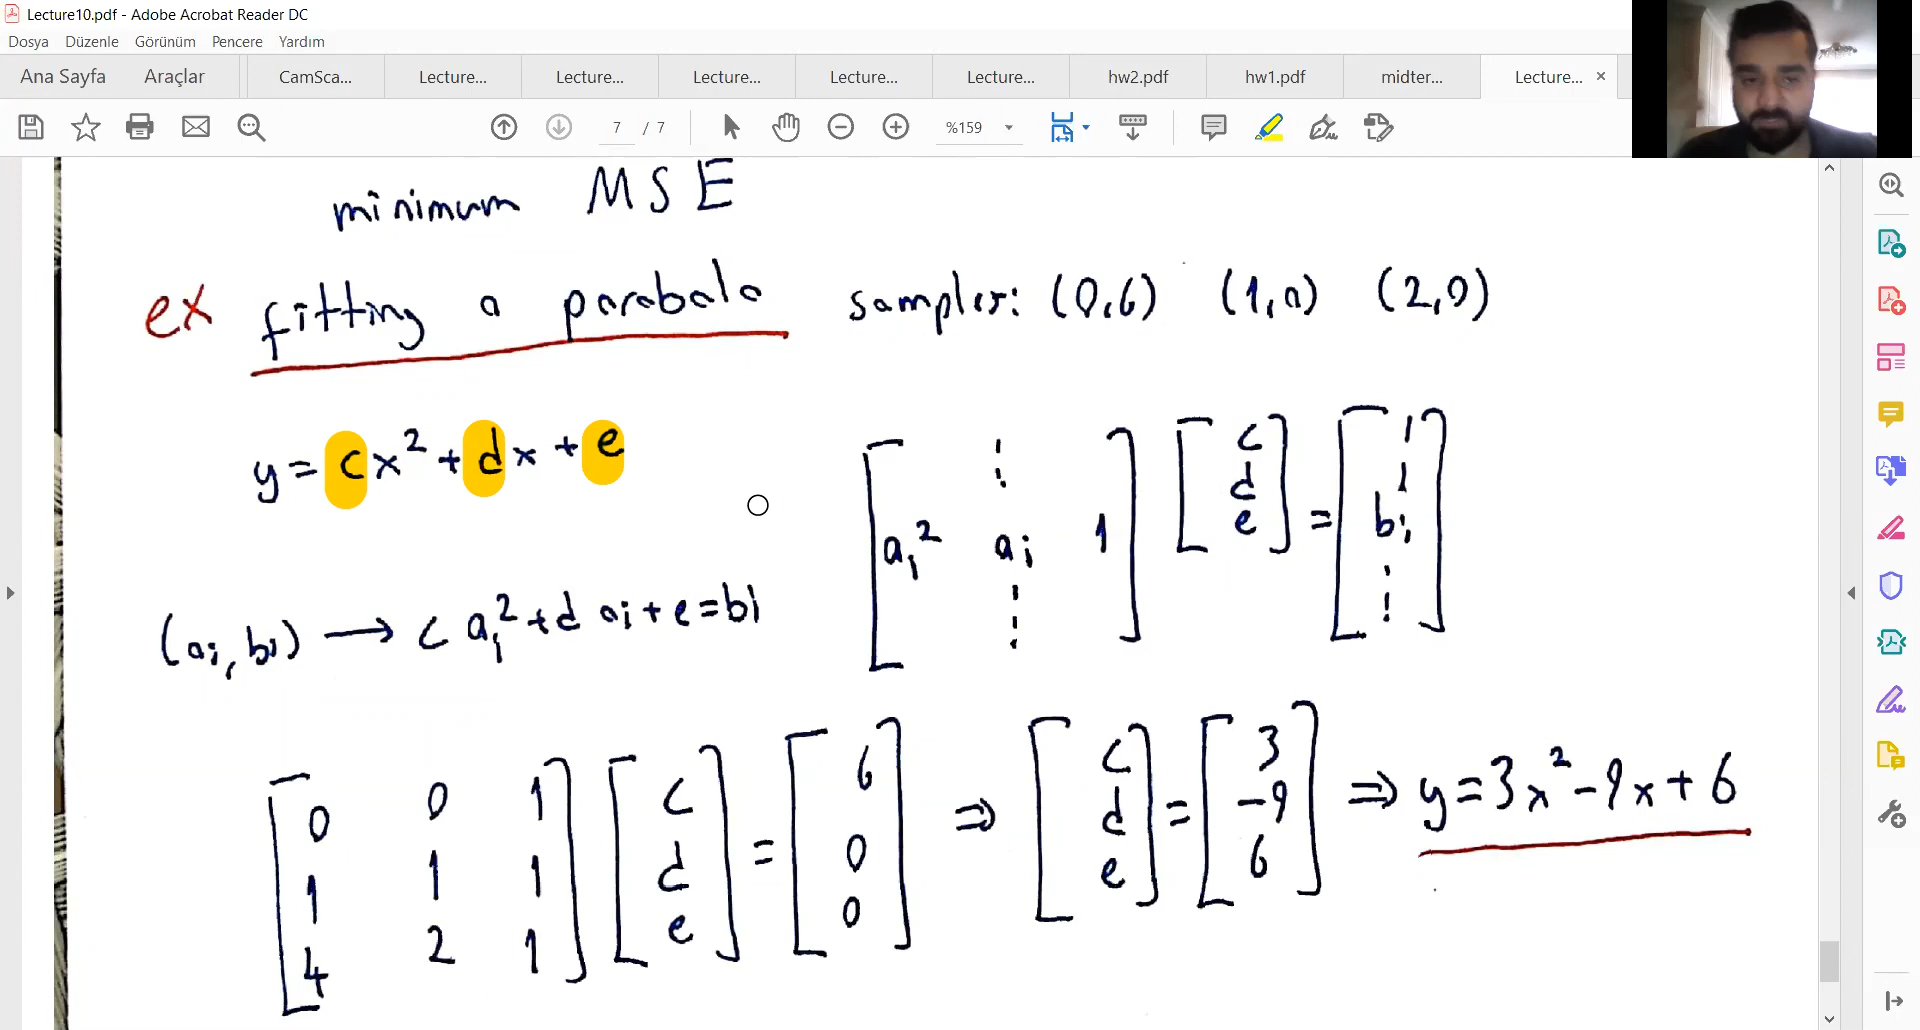 Lecture10.pdf - Adobe Acrobat Reader DC
Dosya Düzenle Görünüm Pencere Yardım
Ana Sayfa Araçlar CamSca... Lecture... Lecture... Lecture... Lecture... Lecture... hw2.pdf hw1.pdf midter... Lecture... ×
7 / 7 %159
minimum MSE
ex fitting a parabola samples: (0,6) (1,0) (2,0)
y = cx² + dx + e
[ ⋮ ; aᵢ² aᵢ 1 ; ⋮ ] [ c ; d ; e ] = [ ⋮ ; bᵢ ; ⋮ ]
(aᵢ, bᵢ) → c aᵢ² + d aᵢ + e = bᵢ
[ 0 0 1 ; 1 1 1 ; 4 2 1 ] [ c ; d ; e ] = [ 6 ; 0 ; 0 ] ⇒ [ c ; d ; e ] = [ 3 ; -9 ; 6 ] ⇒ y = 3x² - 9x + 6